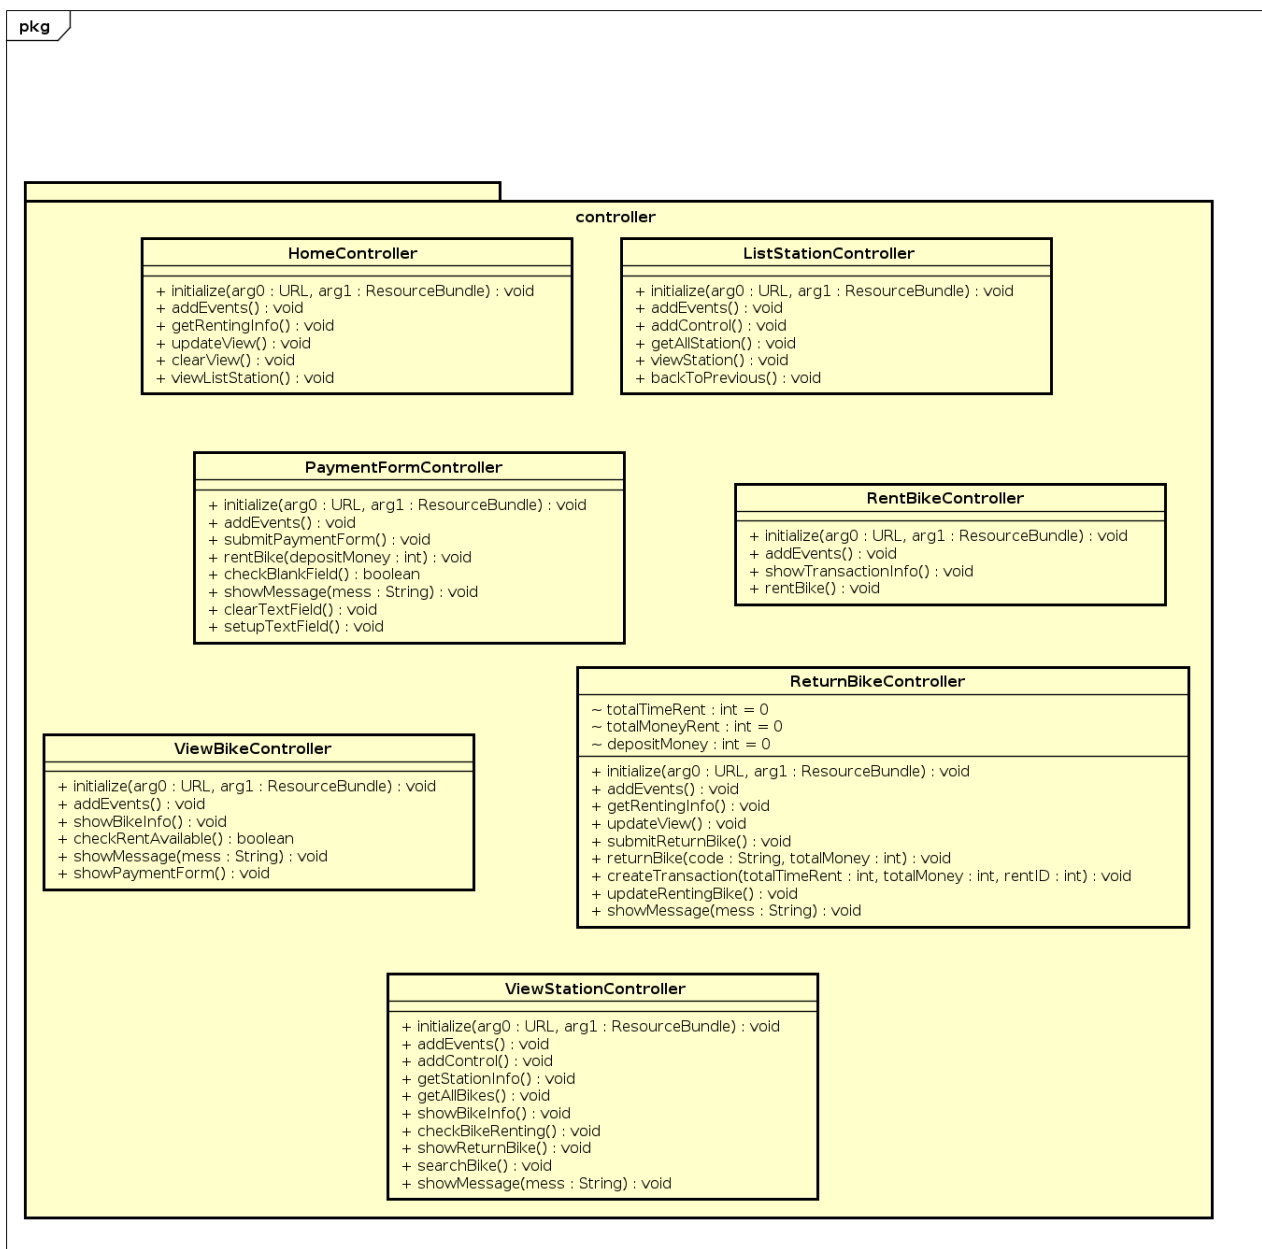 pkg
controller
HomeController
+ initialize(arg0 : URL, arg1 : ResourceBundle) : void
+ addEvents() : void
+ getRentingInfo() : void
+ updateView() : void
+ clearView() : void
+ viewListStation() : void
ListStationController
+ initialize(arg0 : URL, arg1 : ResourceBundle) : void
+ addEvents() : void
+ addControl() : void
+ getAllStation() : void
+ viewStation() : void
+ backToPrevious() : void
PaymentFormController
+ initialize(arg0 : URL, arg1 : ResourceBundle) : void
+ addEvents() : void
+ submitPaymentForm() : void
+ rentBike(depositMoney : int) : void
+ checkBlankField() : boolean
+ showMessage(mess : String) : void
+ clearTextField() : void
+ setupTextField() : void
RentBikeController
+ initialize(arg0 : URL, arg1 : ResourceBundle) : void
+ addEvents() : void
+ showTransactionInfo() : void
+ rentBike() : void
ReturnBikeController
~ totalTimeRent : int = 0
~ totalMoneyRent : int = 0
~ depositMoney : int = 0
+ initialize(arg0 : URL, arg1 : ResourceBundle) : void
+ addEvents() : void
+ getRentingInfo() : void
+ updateView() : void
+ submitReturnBike() : void
+ returnBike(code : String, totalMoney : int) : void
+ createTransaction(totalTimeRent : int, totalMoney : int, rentID : int) : void
+ updateRentingBike() : void
+ showMessage(mess : String) : void
ViewBikeController
+ initialize(arg0 : URL, arg1 : ResourceBundle) : void
+ addEvents() : void
+ showBikeInfo() : void
+ checkRentAvailable() : boolean
+ showMessage(mess : String) : void
+ showPaymentForm() : void
ViewStationController
+ initialize(arg0 : URL, arg1 : ResourceBundle) : void
+ addEvents() : void
+ addControl() : void
+ getStationInfo() : void
+ getAllBikes() : void
+ showBikeInfo() : void
+ checkBikeRenting() : void
+ showReturnBike() : void
+ searchBike() : void
+ showMessage(mess : String) : void